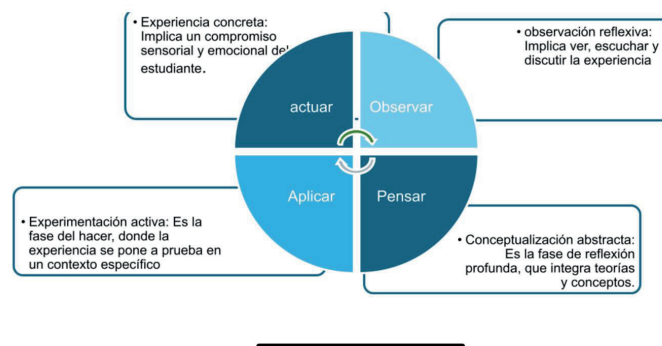 • Experiencia concreta:
Implica un compromiso
sensorial y emocional del
estudiante.
• observación reflexiva:
Implica ver, escuchar y
discutir la experiencia
actuar
Observar
Aplicar
Pensar
• Experimentación activa: Es la
fase del hacer, donde la
experiencia se pone a prueba en
un contexto específico
• Conceptualización abstracta:
Es la fase de reflexión
profunda, que integra teorías
y conceptos.